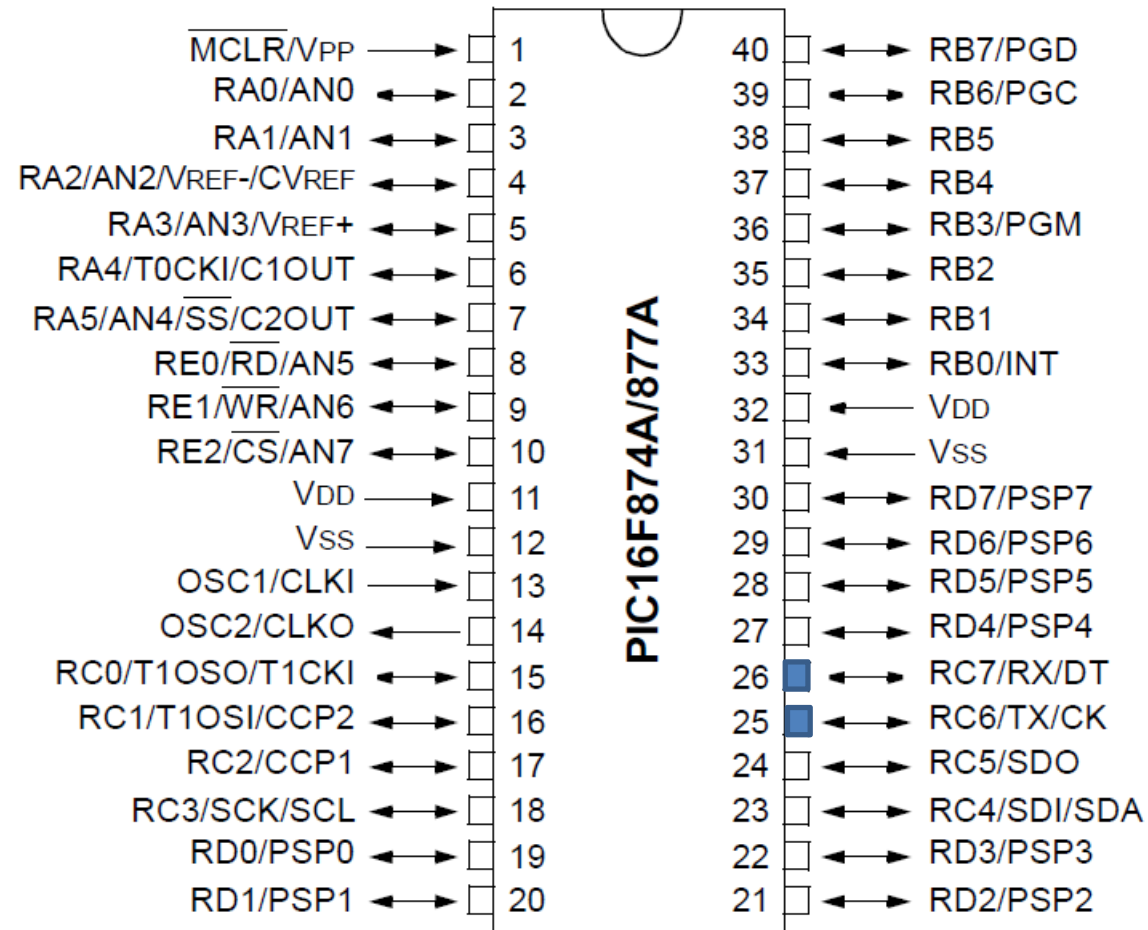 MCLR/VPP 1 40 RB7/PGD
RA0/AN0 2 39 RB6/PGC
RA1/AN1 3 38 RB5
RA2/AN2/VREF-/CVREF 4 37 RB4
RA3/AN3/VREF+ 5 36 RB3/PGM
RA4/T0CKI/C1OUT 6 35 RB2
RA5/AN4/SS/C2OUT 7 34 RB1
RE0/RD/AN5 8 33 RB0/INT
RE1/WR/AN6 9 32 VDD
RE2/CS/AN7 10 31 VSS
VDD 11 30 RD7/PSP7
VSS 12 29 RD6/PSP6
OSC1/CLKI 13 28 RD5/PSP5
OSC2/CLKO 14 27 RD4/PSP4
RC0/T1OSO/T1CKI 15 26 RC7/RX/DT
RC1/T1OSI/CCP2 16 25 RC6/TX/CK
RC2/CCP1 17 24 RC5/SDO
RC3/SCK/SCL 18 23 RC4/SDI/SDA
RD0/PSP0 19 22 RD3/PSP3
RD1/PSP1 20 21 RD2/PSP2
PIC16F874A/877A